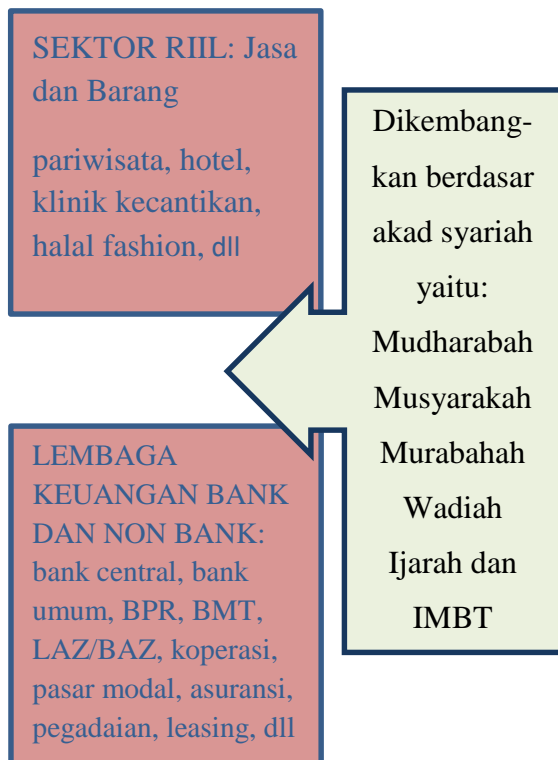 SEKTOR RIIL: Jasa
dan Barang
pariwisata, hotel,
klinik kecantikan,
halal fashion, dll
LEMBAGA
KEUANGAN BANK
DAN NON BANK:
bank central, bank
umum, BPR, BMT,
LAZ/BAZ, koperasi,
pasar modal, asuransi,
pegadaian, leasing, dll
Dikembang-
kan berdasar
akad syariah
yaitu:
Mudharabah
Musyarakah
Murabahah
Wadiah
Ijarah dan
IMBT